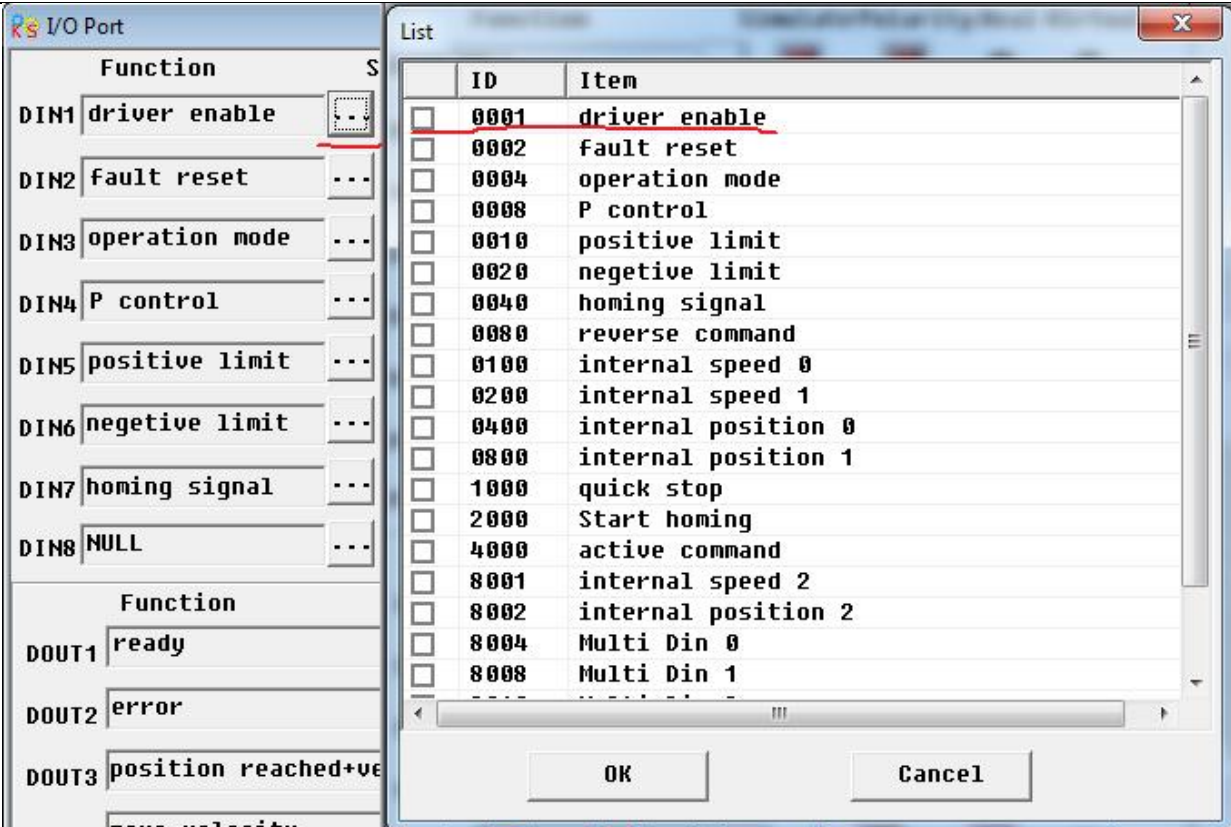 I/O Port
Function S
DIN1 driver enable ...
DIN2 fault reset ...
DIN3 operation mode ...
DIN4 P control ...
DIN5 positive limit ...
DIN6 negetive limit ...
DIN7 homing signal ...
DIN8 NULL ...
Function
DOUT1 ready
DOUT2 error
DOUT3 position reached+ve
List
ID Item
0001 driver enable
0002 fault reset
0004 operation mode
0008 P control
0010 positive limit
0020 negetive limit
0040 homing signal
0080 reverse command
0100 internal speed 0
0200 internal speed 1
0400 internal position 0
0800 internal position 1
1000 quick stop
2000 Start homing
4000 active command
8001 internal speed 2
8002 internal position 2
8004 Multi Din 0
8008 Multi Din 1
OK Cancel